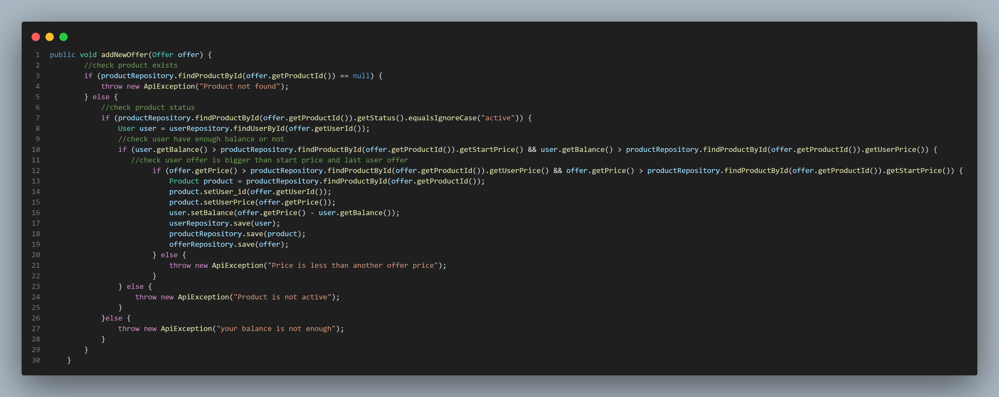 1 public void addNewOffer(Offer offer) {
2         //check product exists
3         if (productRepository.findProductById(offer.getProductId()) == null) {
4             throw new ApiException("Product not found");
5         } else {
6             //check product status
7             if (productRepository.findProductById(offer.getProductId()).getStatus().equalsIgnoreCase("active")) {
8                 User user = userRepository.findUserById(offer.getUserId());
9                 //check user have enough balance or not
10                 if (user.getBalance() > productRepository.findProductById(offer.getProductId()).getStartPrice() && user.getBalance() > productRepository.findProductById(offer.getProductId()).getUserPrice()) {
11                    //check user offer is bigger than start price and last user offer
12                         if (offer.getPrice() > productRepository.findProductById(offer.getProductId()).getUserPrice() && offer.getPrice() > productRepository.findProductById(offer.getProductId()).getStartPrice()) {
13                             Product product = productRepository.findProductById(offer.getProductId());
14                             product.setUser_id(offer.getUserId());
15                             product.setUserPrice(offer.getPrice());
16                             user.setBalance(offer.getPrice() - user.getBalance());
17                             userRepository.save(user);
18                             productRepository.save(product);
19                             offerRepository.save(offer);
20                         } else {
21                             throw new ApiException("Price is less than another offer price");
22                         }
23                 } else {
24                     throw new ApiException("Product is not active");
25                 }
26             }else {
27                 throw new ApiException("your balance is not enough");
28             }
29         }
30     }